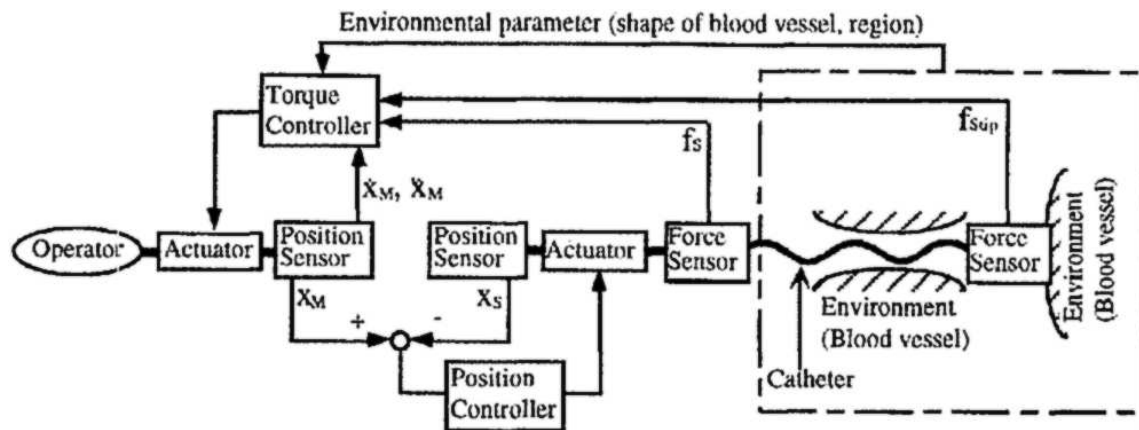 Environmental parameter (shape of blood vessel, region)
Torque
Controller
fS
fStip
ẊM, ẌM
Operator
Actuator
Position
Sensor
Position
Sensor
Actuator
Force
Sensor
Force
Sensor
Environment
(Blood vessel)
XM
XS
+
-
Environment
(Blood vessel)
Position
Controller
Catheter